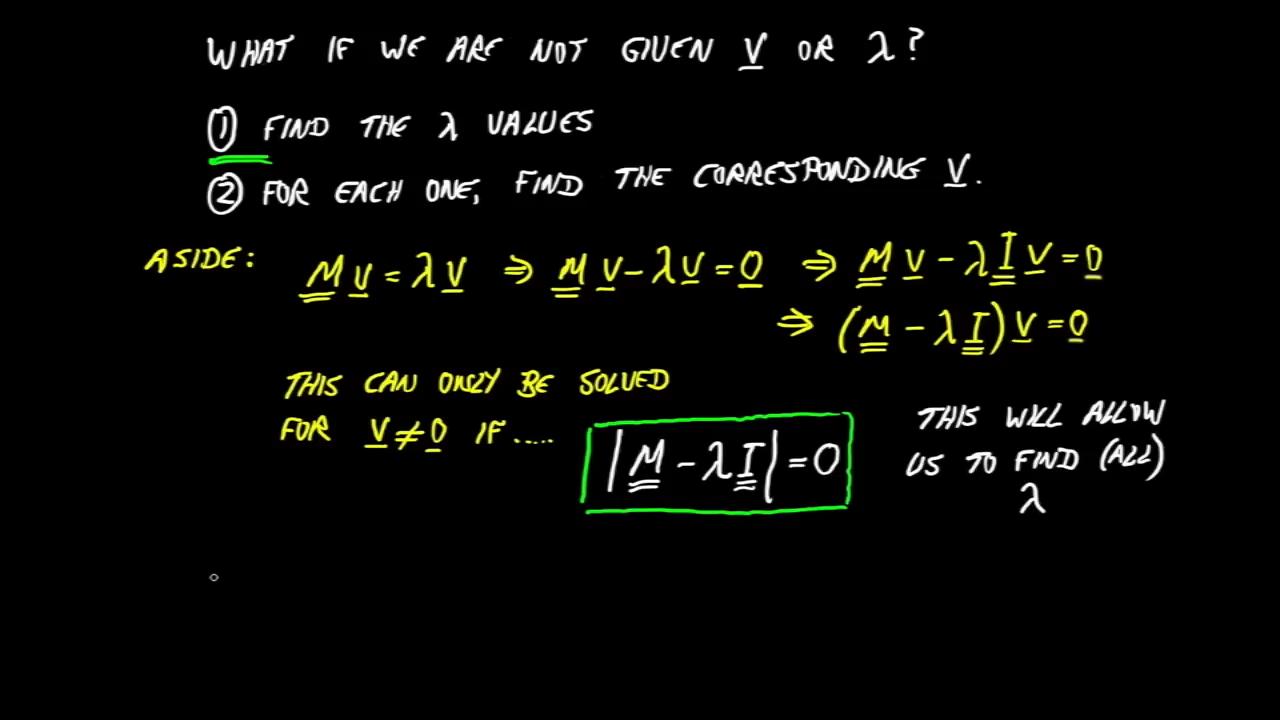 WHAT IF WE ARE NOT GIVEN V OR λ?
① FIND THE λ VALUES
② FOR EACH ONE, FIND THE CORRESPONDING V.
ASIDE: M V = λ V ⇒ M V - λ V = 0 ⇒ M V - λ I V = 0
⇒ (M - λ I) V = 0
THIS CAN ONLY BE SOLVED
FOR V ≠ 0 IF .....
|M - λ I| = 0
THIS WILL ALLOW
US TO FIND (ALL)
λ